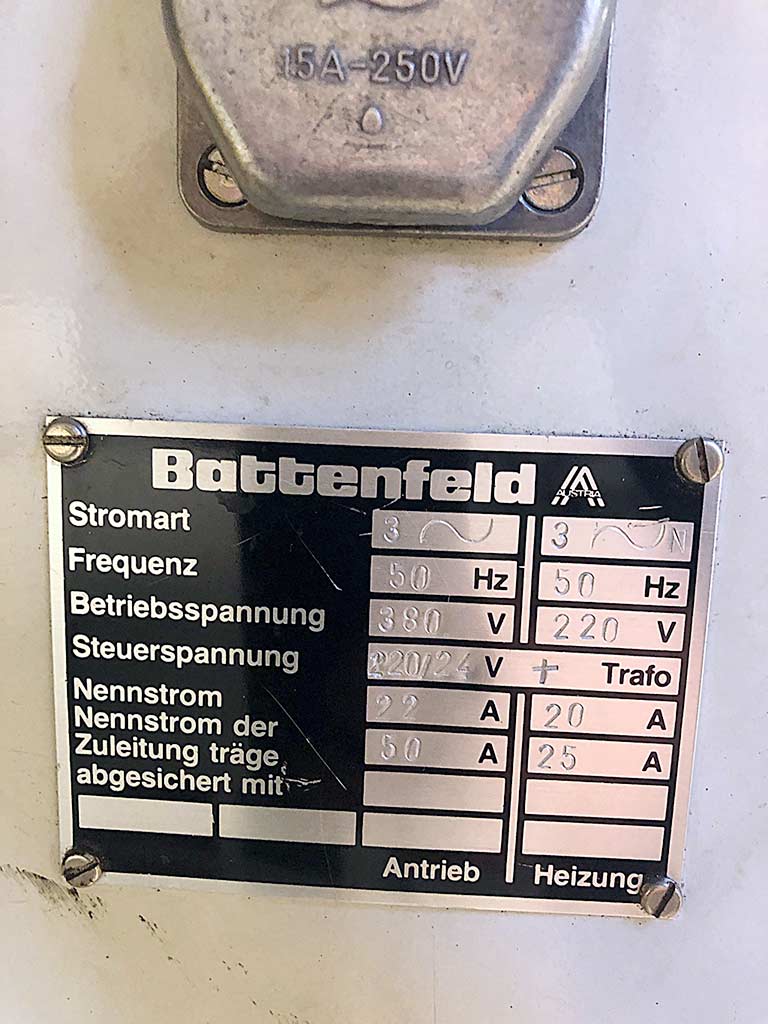 15A-250V
Battenfeld AUSTRIA
Stromart 3 ~ 3 ~ N
Frequenz 50 Hz 50 Hz
Betriebsspannung 380 V 220 V
Steuerspannung 220/24 V + Trafo
Nennstrom 22 A 20 A
Nennstrom der
Zuleitung träge 50 A 25 A
abgesichert mit
Antrieb Heizung